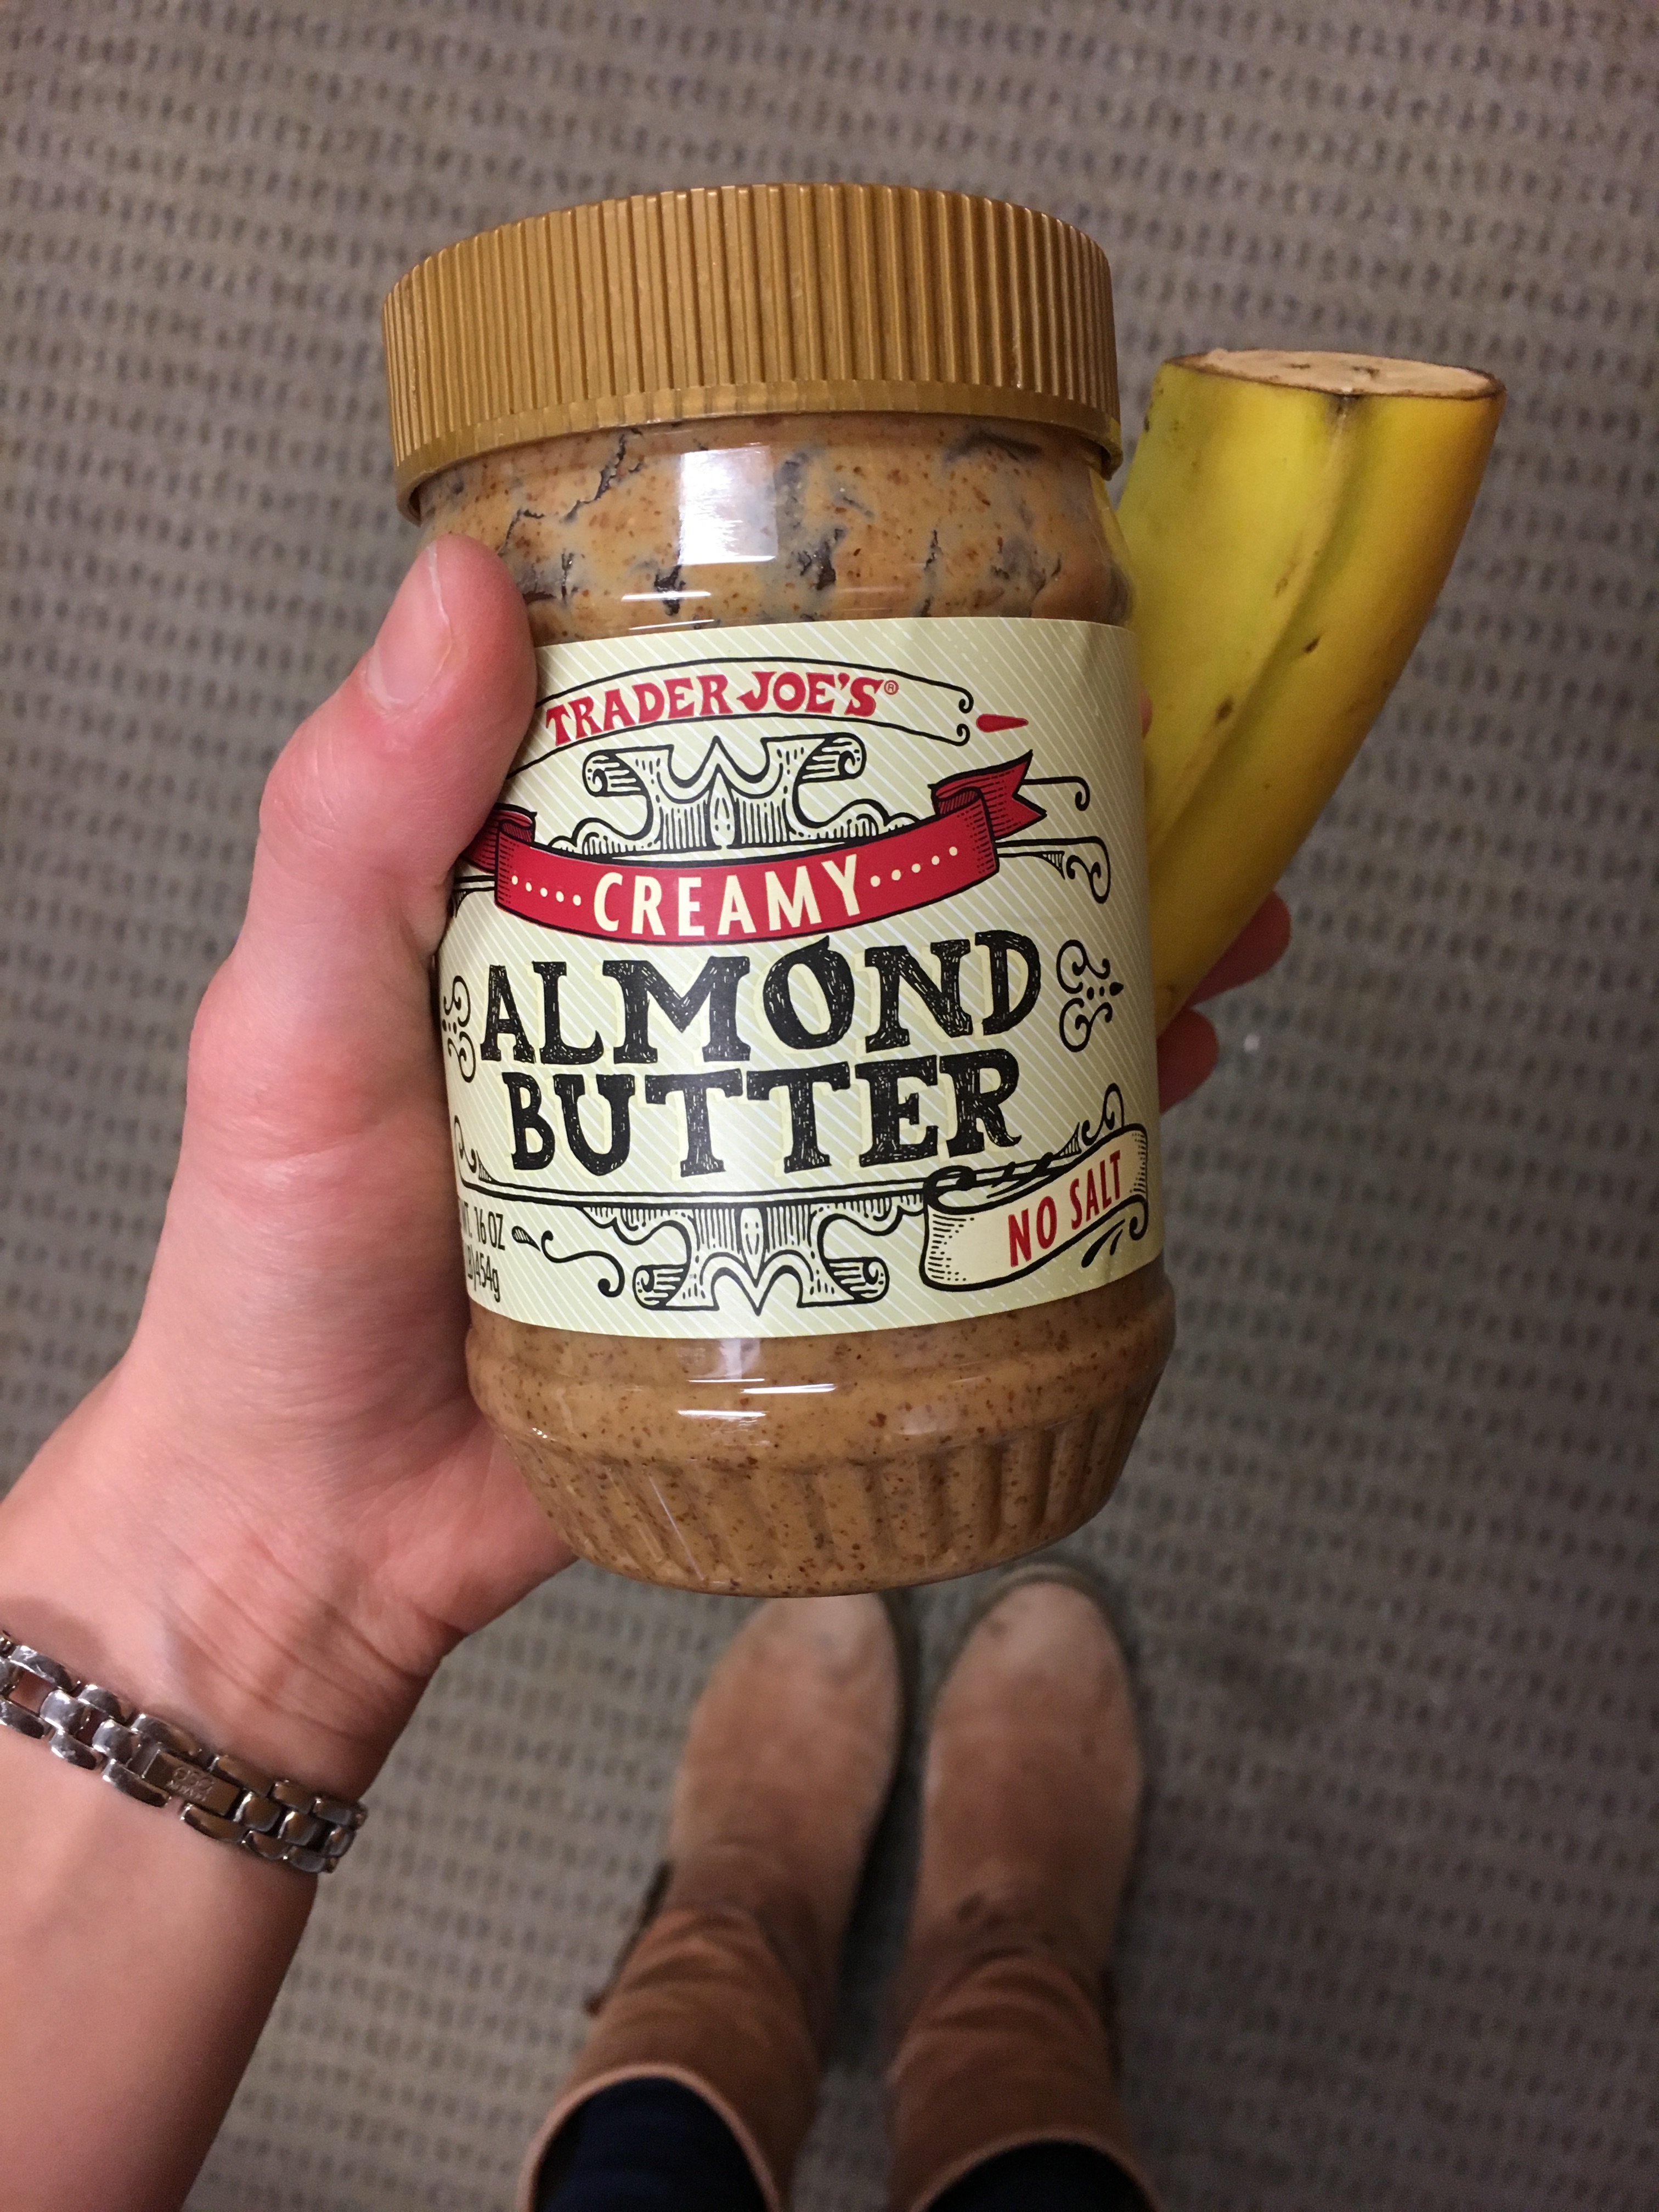 TRADER JOE'S®
CREAMY
ALMOND
BUTTER
NO SALT
16 OZ
454g